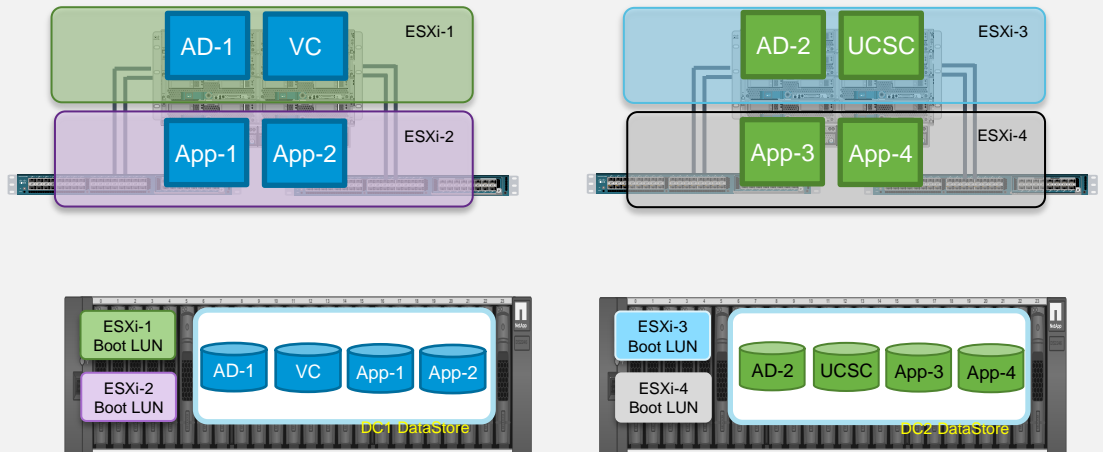 ESXi-1
AD-1
VC
ESXi-2
App-1
App-2
ESXi-3
AD-2
UCSC
ESXi-4
App-3
App-4
ESXi-1
Boot LUN
ESXi-2
Boot LUN
AD-1
VC
App-1
App-2
DC1 DataStore
NetApp
ESXi-3
Boot LUN
ESXi-4
Boot LUN
AD-2
UCSC
App-3
App-4
DC2 DataStore
NetApp